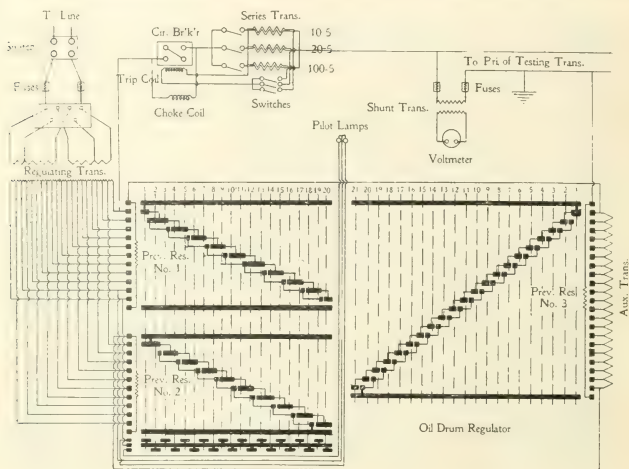 T Line
Fuses
Regulating Trans.
Cir. Br'k'r
Trip Coil
Choke Coil
Series Trans.
10-5
20-5
100-5
Switches
To Pri of Testing Trans.
Fuses
Shunt Trans.
Voltmeter
Pilot Lamps
1 2 3 4 5 6 7 8 9 10 11 12 13 14 15 16 17 18 19 20
21 20 19 18 17 16 15 14 13 12 11 10 9 8 7 6 5 4 3 2 1
Prev. Res.
No. 1
Prev. Res.
No. 2
Prev. Res.
No. 3
Aux. Trans.
Oil Drum Regulator